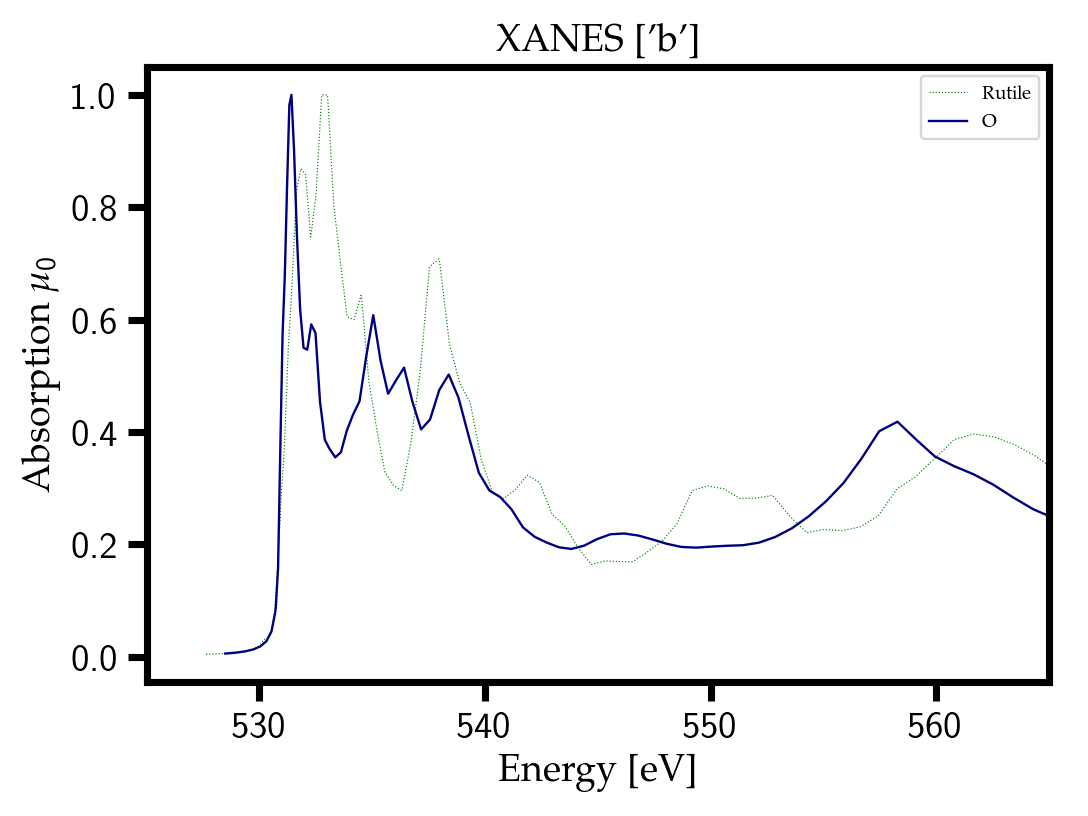 XANES [′b′]
Rutile
O
1.0
0.8
0.6
0.4
0.2
0.0
Absorption μ₀
530 540 550 560
Energy [eV]